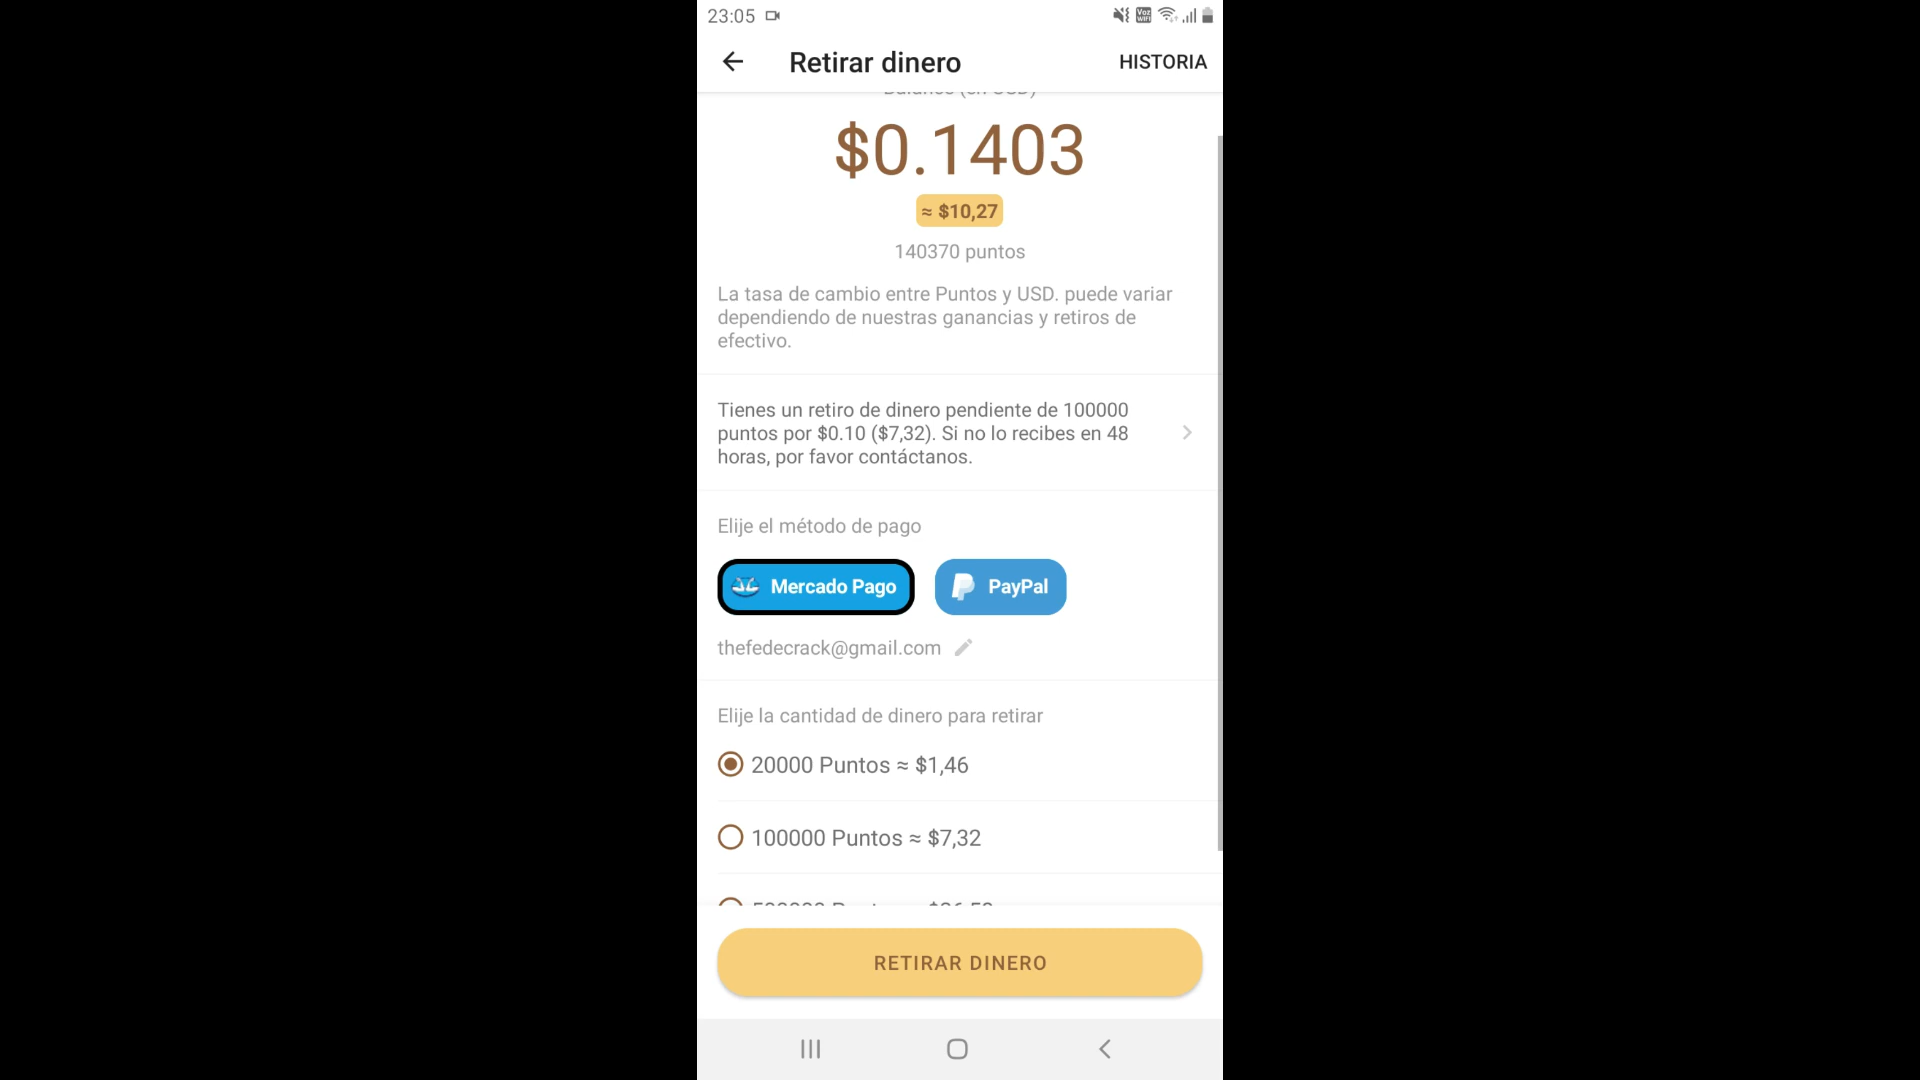 23:05
Retirar dinero
HISTORIA
$0.1403
≈ $10,27
140370 puntos
La tasa de cambio entre Puntos y USD. puede variar
dependiendo de nuestras ganancias y retiros de
efectivo.
Tienes un retiro de dinero pendiente de 100000
puntos por $0.10 ($7,32). Si no lo recibes en 48
horas, por favor contáctanos.
Elije el método de pago
Mercado Pago
PayPal
thefedecrack@gmail.com
Elije la cantidad de dinero para retirar
20000 Puntos ≈ $1,46
100000 Puntos ≈ $7,32
RETIRAR DINERO